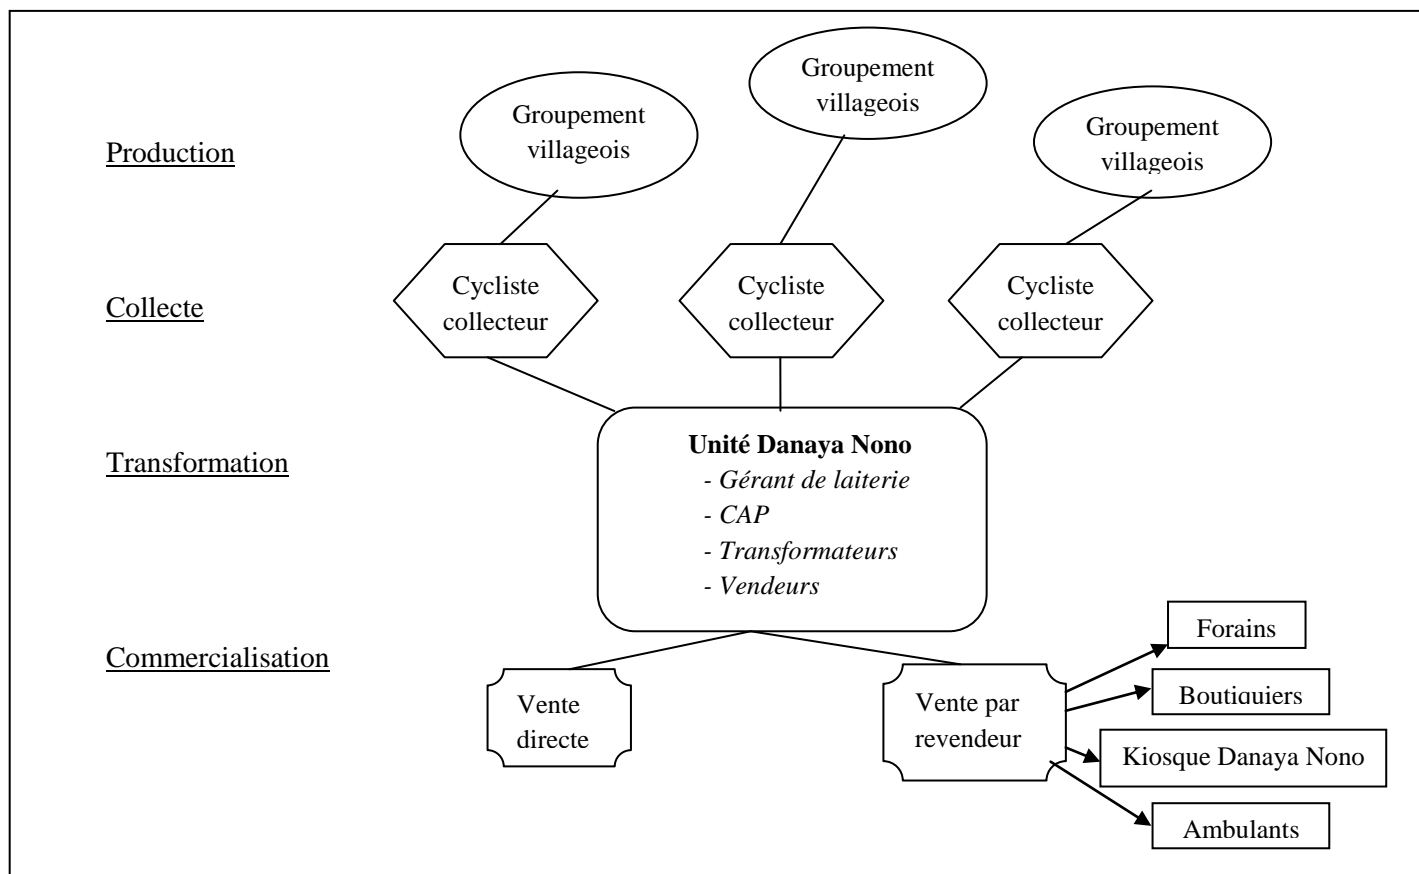 Groupement
villageois
Groupement
villageois
Groupement
villageois
Production
Cycliste
collecteur
Cycliste
collecteur
Cycliste
collecteur
Collecte
Unité Danaya Nono
- Gérant de laiterie
- CAP
- Transformateurs
- Vendeurs
Transformation
Commercialisation
Vente
directe
Vente par
revendeur
Forains
Boutiquiers
Kiosque Danaya Nono
Ambulants